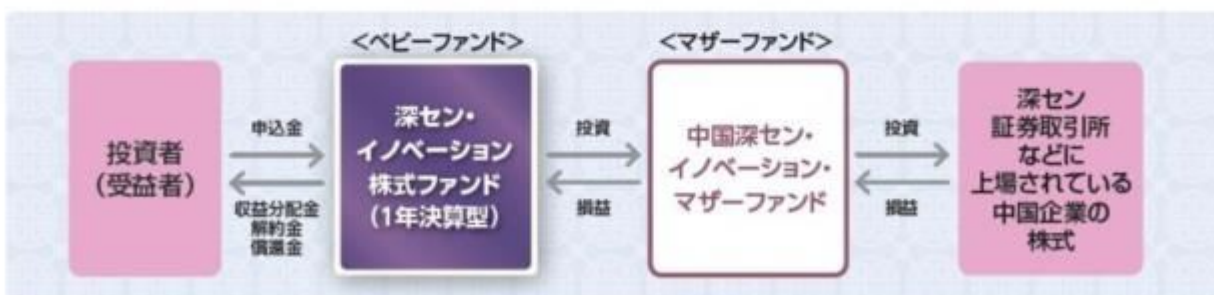 <ベビーファンド>
<マザーファンド>
投資者
(受益者)
申込金
収益分配金
解約金
償還金
深セン・
イノベーション
株式ファンド
(1年決算型)
投資
損益
中国深セン・
イノベーション・
マザーファンド
投資
損益
深セン
証券取引所
などに
上場されている
中国企業の
株式